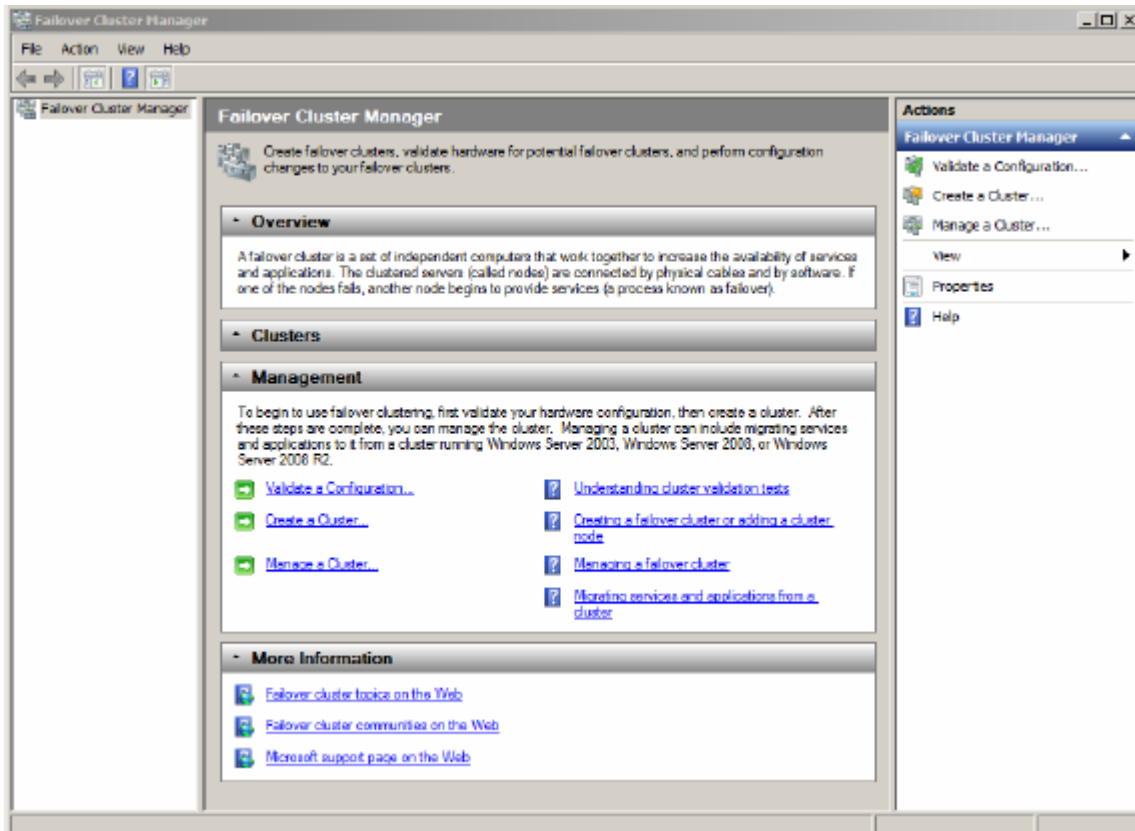 Failover Cluster Manager
File Action View Help
Failover Cluster Manager
Failover Cluster Manager
Create failover clusters, validate hardware for potential failover clusters, and perform configuration
changes to your failover clusters.
Overview
A failover cluster is a set of independent computers that work together to increase the availability of services
and applications. The clustered servers (called nodes) are connected by physical cables and by software. If
one of the nodes fails, another node begins to provide services (a process known as failover).
Clusters
Management
To begin to use failover clustering, first validate your hardware configuration, then create a cluster. After
these steps are complete, you can manage the cluster. Managing a cluster can include migrating services
and applications to it from a cluster running Windows Server 2003, Windows Server 2008, or Windows
Server 2008 R2.
Validate a Configuration...
Understanding cluster validation tests
Create a Cluster...
Creating a failover cluster or adding a cluster
node
Manage a Cluster...
Managing a failover cluster
Migrating services and applications from a
cluster
More Information
Failover cluster topics on the Web
Failover cluster communities on the Web
Microsoft support page on the Web
Actions
Failover Cluster Manager
Validate a Configuration...
Create a Cluster...
Manage a Cluster...
View
Properties
Help